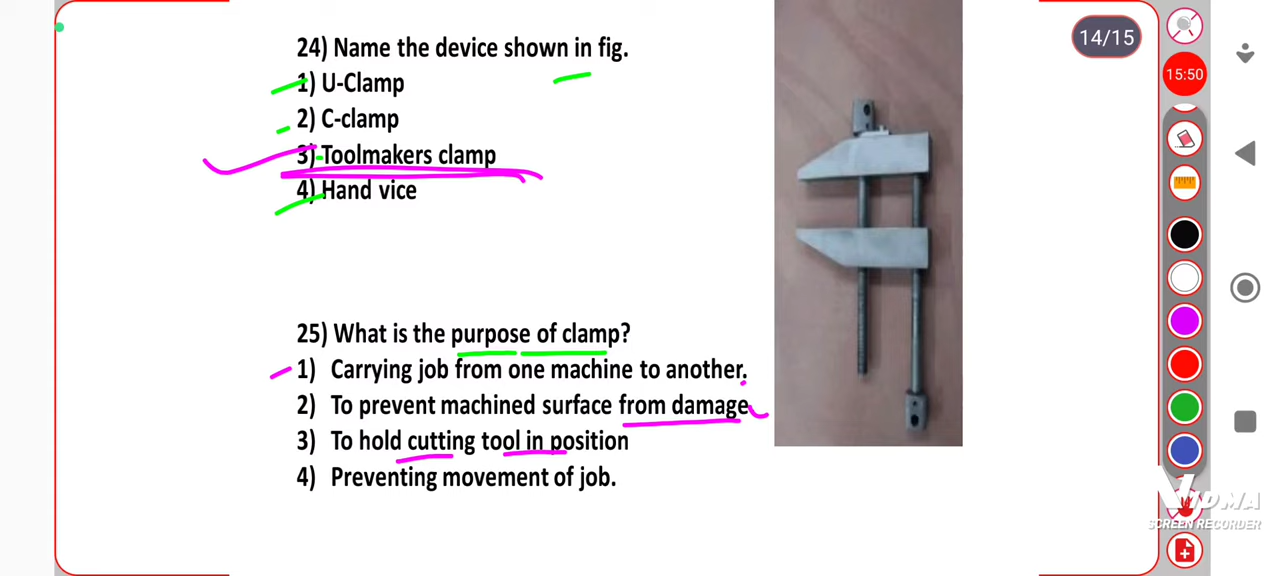 24) Name the device shown in fig.
1) U-Clamp
2) C-clamp
3) Toolmakers clamp
4) Hand vice
25) What is the purpose of clamp?
1) Carrying job from one machine to another.
2) To prevent machined surface from damage
3) To hold cutting tool in position
4) Preventing movement of job.
14/15
15:50
SCREEN RECORDER